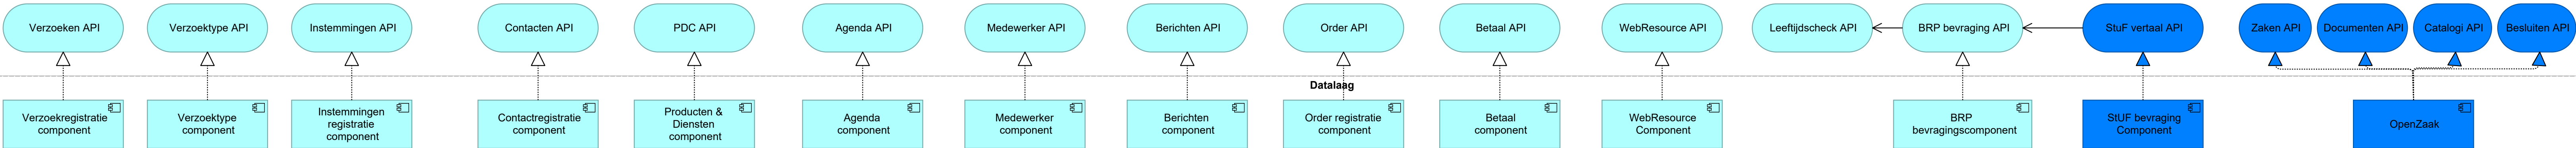 Verzoeken API
Verzoektype API
Instemmingen API
Contacten API
PDC API
Agenda API
Medewerker API
Berichten API
Order API
Betaal API
WebResource API
Leeftijdscheck API
BRP bevraging API
StuF vertaal API
Zaken API
Documenten API
Catalogi API
Besluiten API
Datalaag
Verzoekregistratie
component
Verzoektype
component
Instemmingen
registratie
component
Contactregistratie
component
Producten &
Diensten
component
Agenda
component
Medewerker
component
Berichten
component
Order registratie
component
Betaal
component
WebResource
Component
BRP
bevragingscomponent
StUF bevraging
Component
OpenZaak